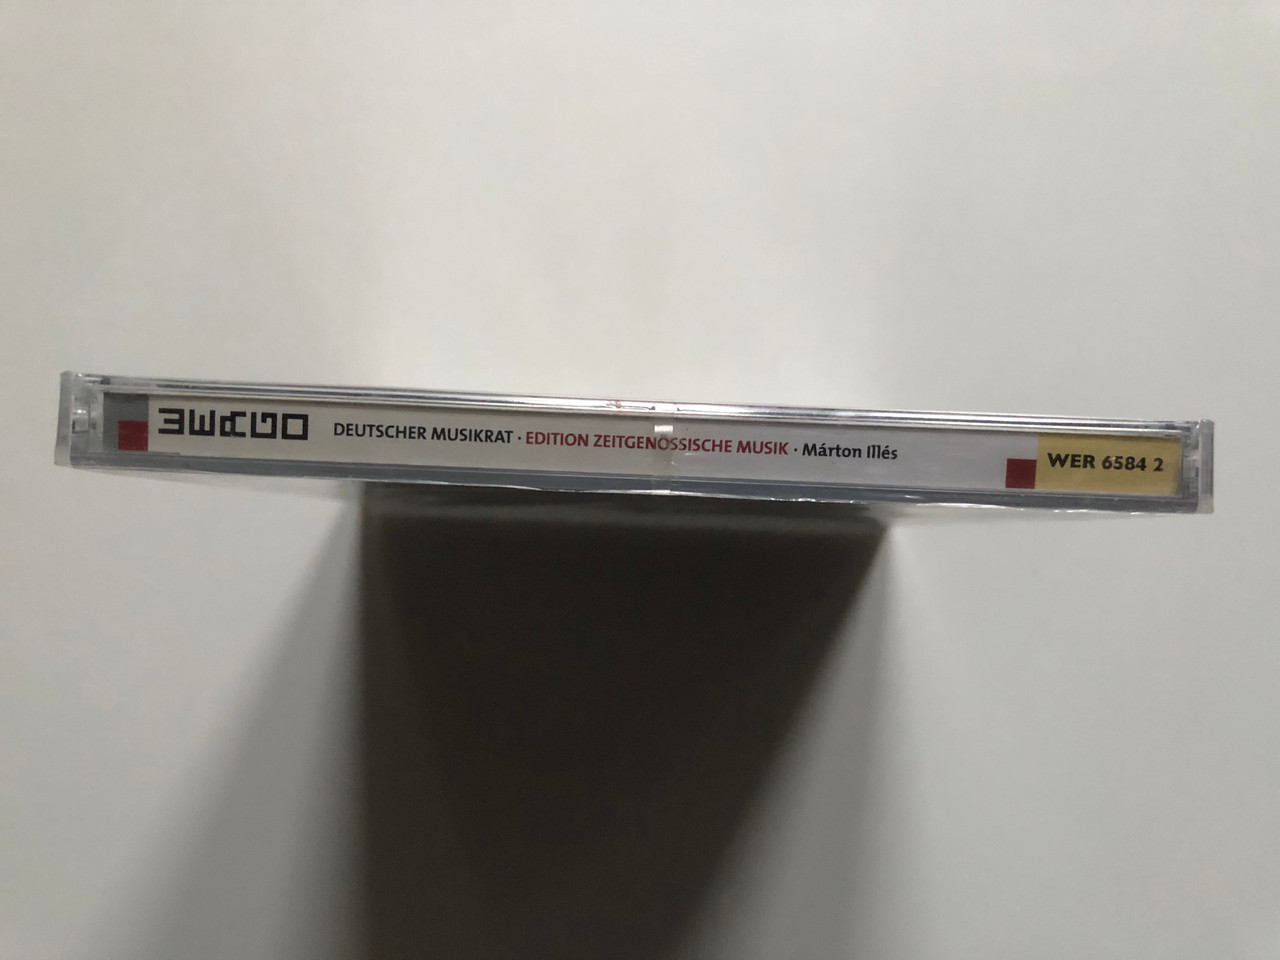 WERGO DEUTSCHER MUSIKRAT · EDITION ZEITGENÖSSISCHE MUSIK · Márton Illés WER 6584 2